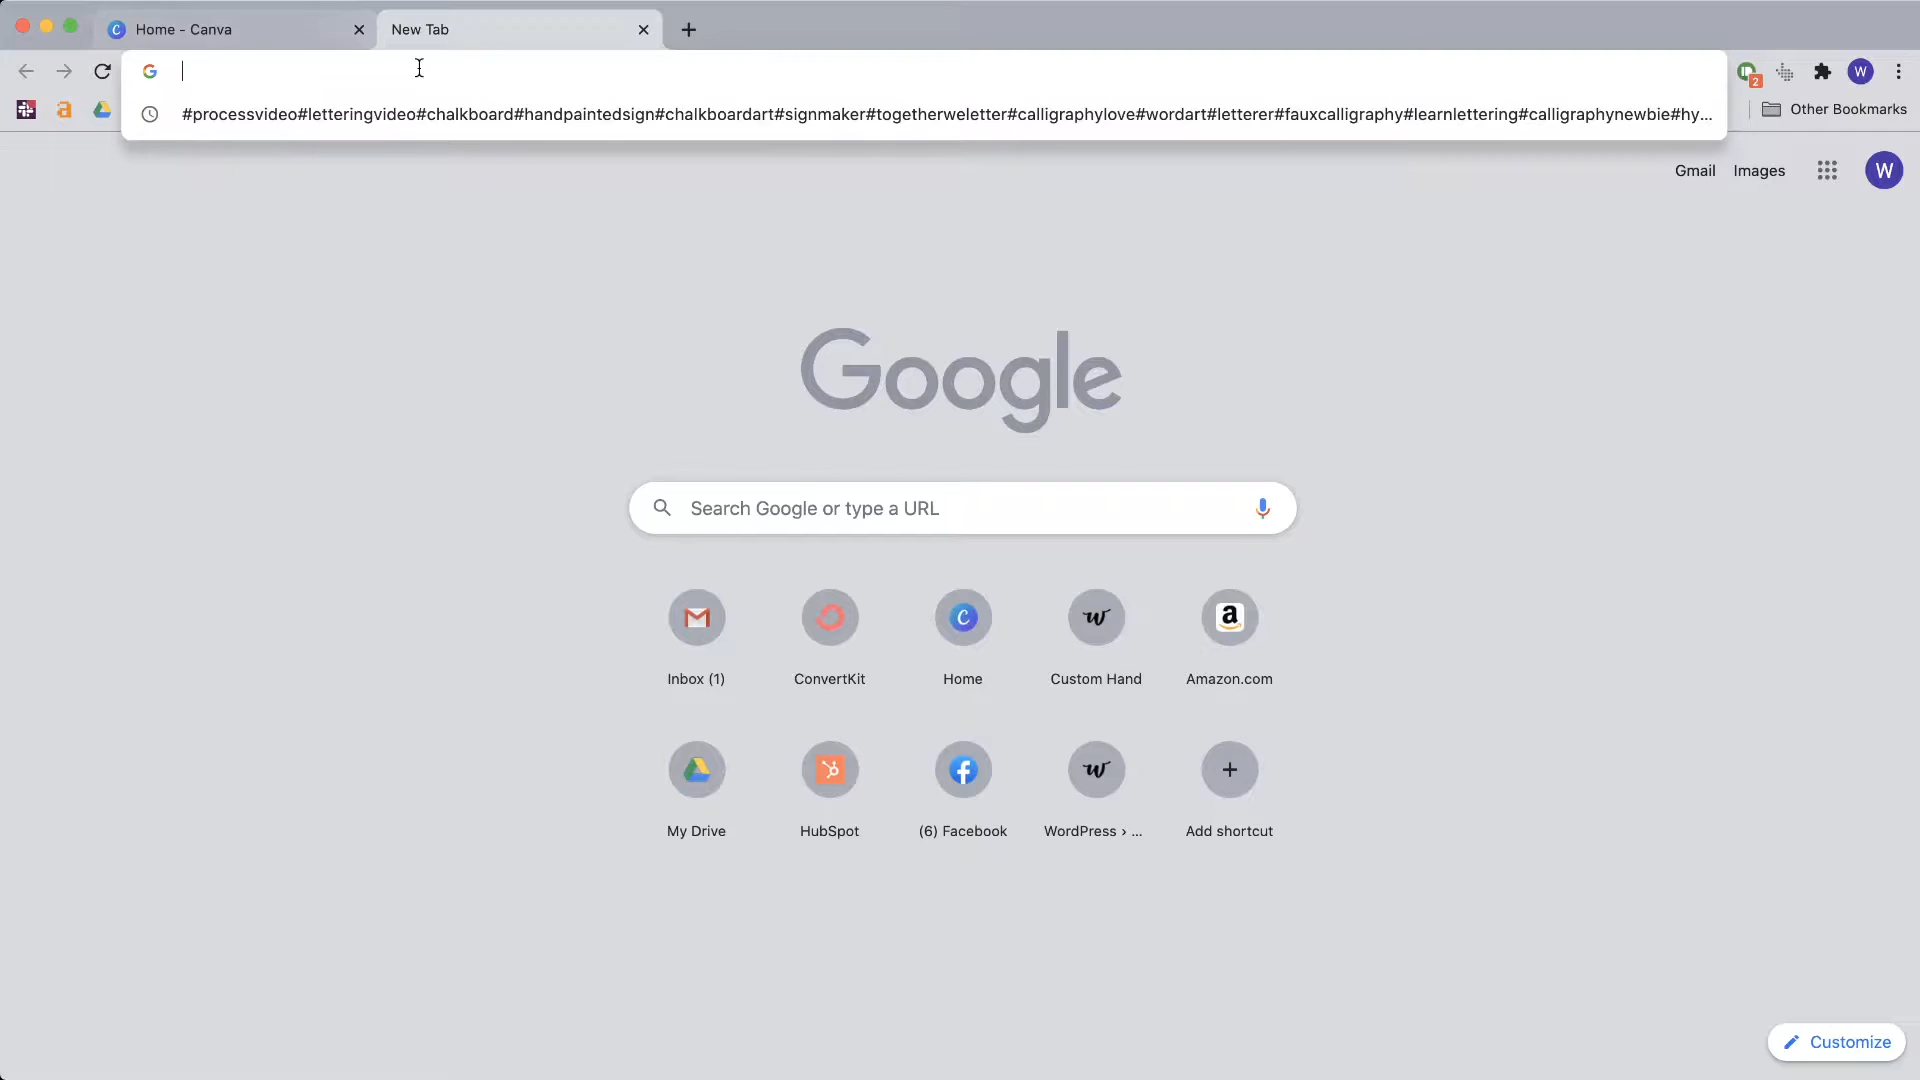 Home - Canva
New Tab
#processvideo#letteringvideo#chalkboard#handpaintedsign#chalkboardart#signmaker#togetherweletter#calligraphylove#wordart#letterer#fauxcalligraphy#learnlettering#calligraphynewbie#hy...
2
W
Other Bookmarks
Gmail Images
W
Google
Search Google or type a URL
Inbox (1)
ConvertKit
Home
Custom Hand
Amazon.com
My Drive
HubSpot
(6) Facebook
WordPress › ...
Add shortcut
Customize